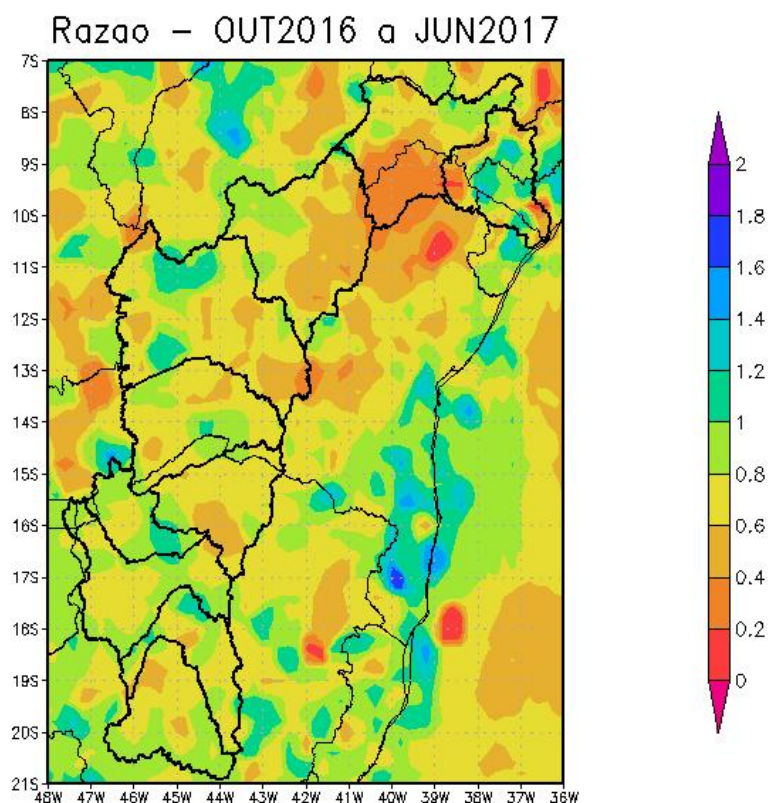 Razao – OUT2016 a JUN2017
7S
8S
9S
10S
11S
12S
13S
14S
15S
16S
17S
18S
19S
20S
21S
48W 47W 46W 45W 44W 43W 42W 41W 40W 39W 38W 37W 36W
2
1.8
1.6
1.4
1.2
1
0.8
0.6
0.4
0.2
0